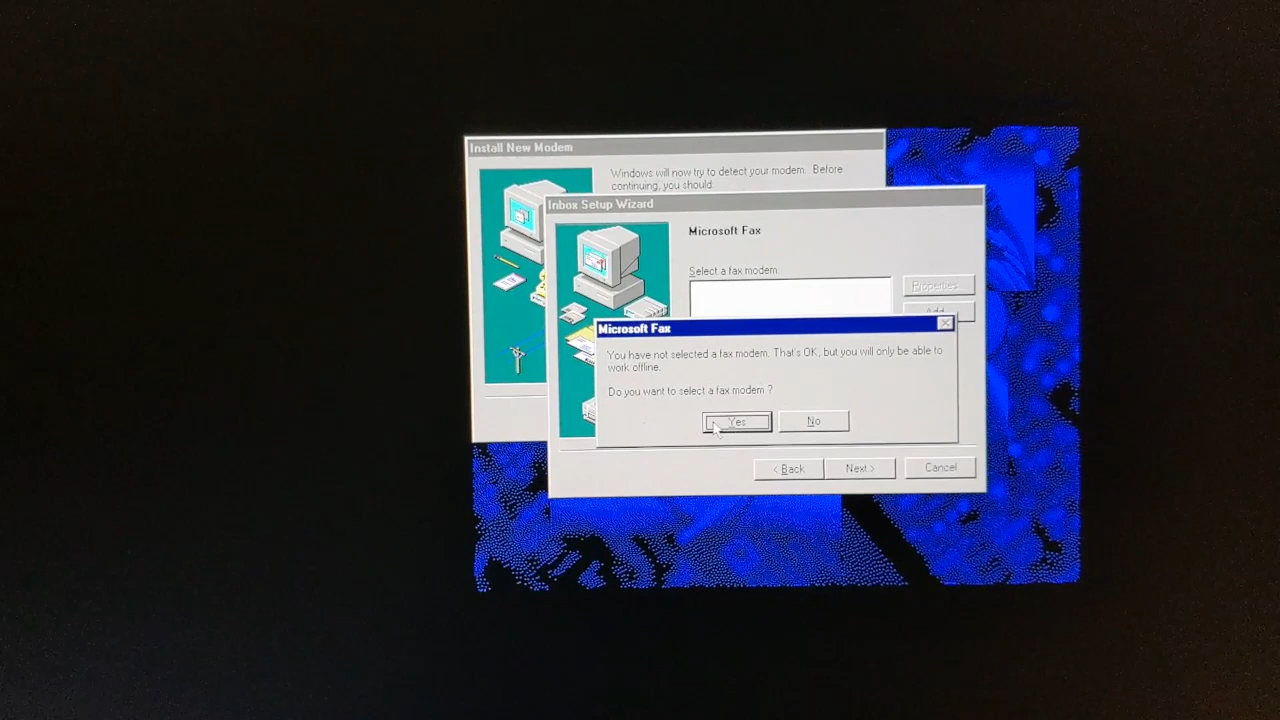 Install New Modem
Windows will now try to detect your modem. Before
continuing, you should
Inbox Setup Wizard
Microsoft Fax
Select a fax modem
Properties
Add
Microsoft Fax
You have not selected a fax modem. That's OK, but you will only be able to
work offline.
Do you want to select a fax modem ?
Yes
No
< Back
Next >
Cancel